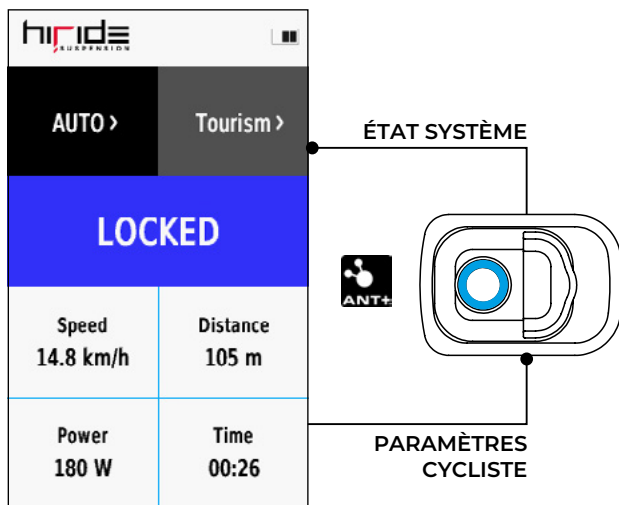 hiride
SUSPENSION
AUTO > Tourism >
LOCKED
Speed Distance
14.8 km/h 105 m
Power Time
180 W 00:26
ÉTAT SYSTÈME
ANT+
PARAMÈTRES
CYCLISTE